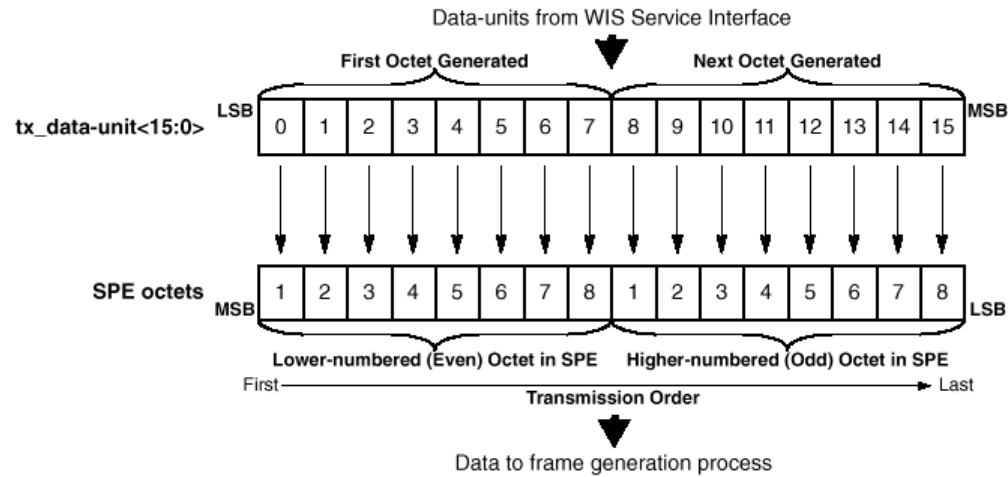 Data-units from WIS Service Interface
First Octet Generated Next Octet Generated
LSB MSB
tx_data-unit<15:0> 0 1 2 3 4 5 6 7 8 9 10 11 12 13 14 15
SPE octets 1 2 3 4 5 6 7 8 1 2 3 4 5 6 7 8
MSB LSB
Lower-numbered (Even) Octet in SPE Higher-numbered (Odd) Octet in SPE
First Last
Transmission Order
Data to frame generation process